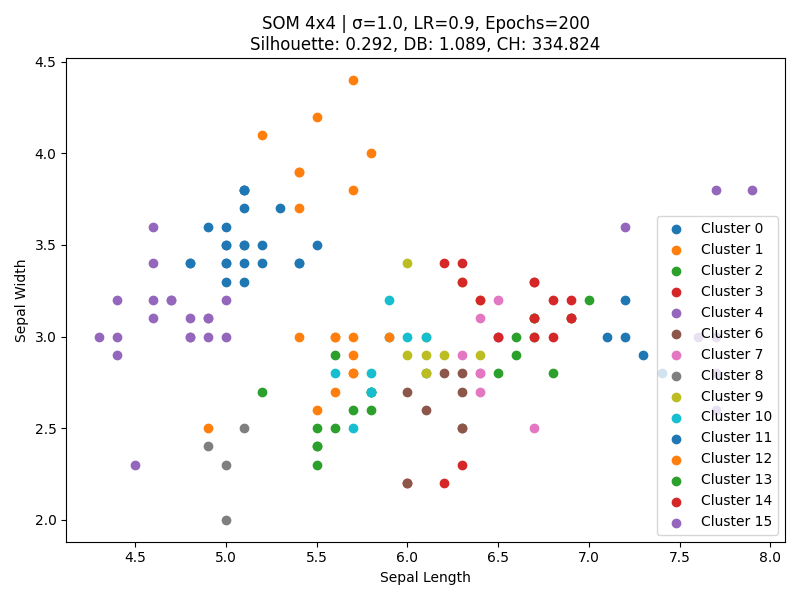 SOM 4x4 | σ=1.0, LR=0.9, Epochs=200
Silhouette: 0.292, DB: 1.089, CH: 334.824
4.5
4.0
3.5
3.0
2.5
2.0
Sepal Width
Cluster 0
Cluster 1
Cluster 2
Cluster 3
Cluster 4
Cluster 6
Cluster 7
Cluster 8
Cluster 9
Cluster 10
Cluster 11
Cluster 12
Cluster 13
Cluster 14
Cluster 15
4.5 5.0 5.5 6.0 6.5 7.0 7.5 8.0
Sepal Length